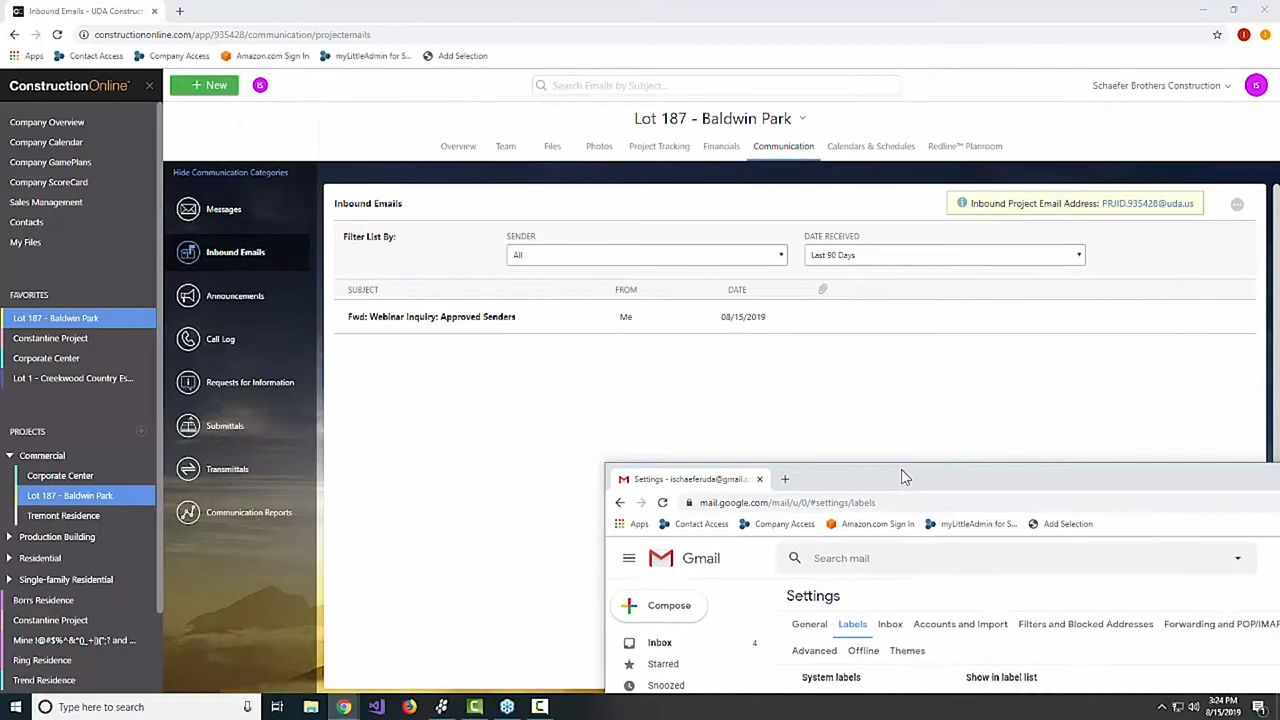 Inbound Emails - UDA Construct
constructiononline.com/app/935428/communication/projectemails
Apps Contact Access Company Access Amazon.com Sign In myLittleAdmin for S... Add Selection
ConstructionOnline™
+ New
IS
Search Emails by Subject...
Schaefer Brothers Construction
IS
Company Overview
Company Calendar
Company GamePlans
Company ScoreCard
Sales Management
Contacts
My Files
FAVORITES
Lot 187 - Baldwin Park
Constantine Project
Corporate Center
Lot 1 - Creekwood Country Es...
PROJECTS
Commercial
Corporate Center
Lot 187 - Baldwin Park
Tremont Residence
Production Building
Residential
Single-family Residential
Borrs Residence
Constantine Project
Mine !@#$%^&*()_+|}{";? and ...
Ring Residence
Trend Residence
Lot 187 - Baldwin Park
Overview Team Files Photos Project Tracking Financials Communication Calendars & Schedules Redline™ Planroom
Hide Communication Categories
Messages
Inbound Emails
Announcements
Call Log
Requests for Information
Submittals
Transmittals
Communication Reports
Inbound Emails
Inbound Project Email Address: PRJID.935428@uda.us
Filter List By:
SENDER
All
DATE RECEIVED
Last 90 Days
SUBJECT FROM DATE
Fwd: Webinar Inquiry: Approved Senders Me 08/15/2019
Settings - ischaeferuda@gmail.c
mail.google.com/mail/u/0/#settings/labels
Apps Contact Access Company Access Amazon.com Sign In myLittleAdmin for S... Add Selection
Gmail
Search mail
Compose
Inbox 4
Starred
Snoozed
Settings
General Labels Inbox Accounts and Import Filters and Blocked Addresses Forwarding and POP/IMAP
Advanced Offline Themes
System labels Show in label list
Type here to search
3:24 PM
8/15/2019